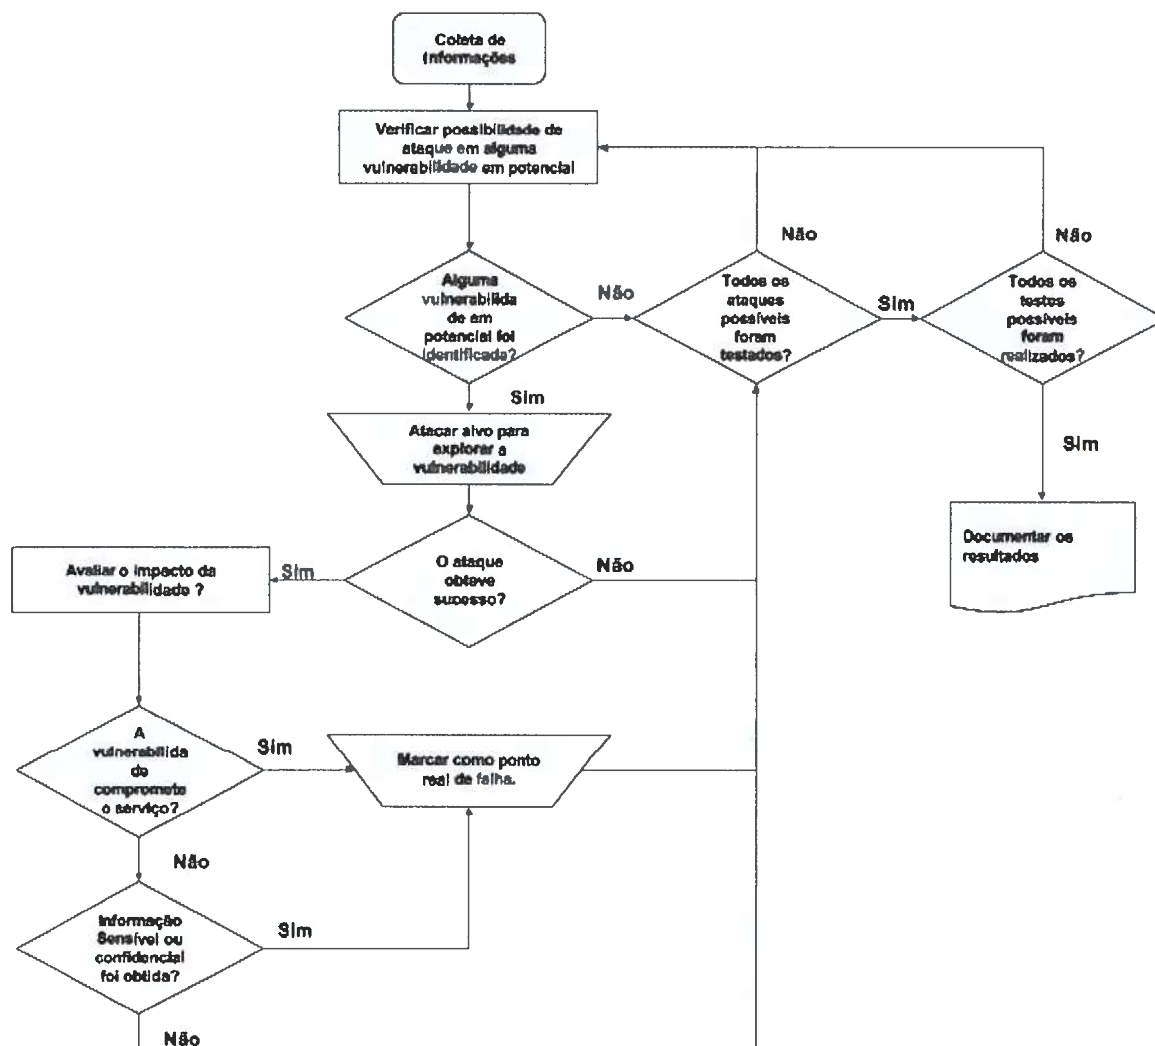 Coleta de
Informações
Verificar possibilidade de
ataque em alguma
vulnerabilidade em potencial
Alguma
vulnerabilida
de em
potencial foi
identificada?
Não
Todos os
ataques
possíveis
foram
testados?
Não
Sim
Todos os
testes
possíveis
foram
realizados?
Não
Sim
Atacar alvo para
explorar a
vulnerabilidade
Sim
Documentar os
resultados
O ataque
obteve
sucesso?
Não
Sim
Avaliar o impacto da
vulnerabilidade ?
A
vulnerabilida
de
compromete
o serviço?
Sim
Marcar como ponto
real de falha.
Não
Informação
Sensível ou
confidencial
foi obtida?
Sim
Não